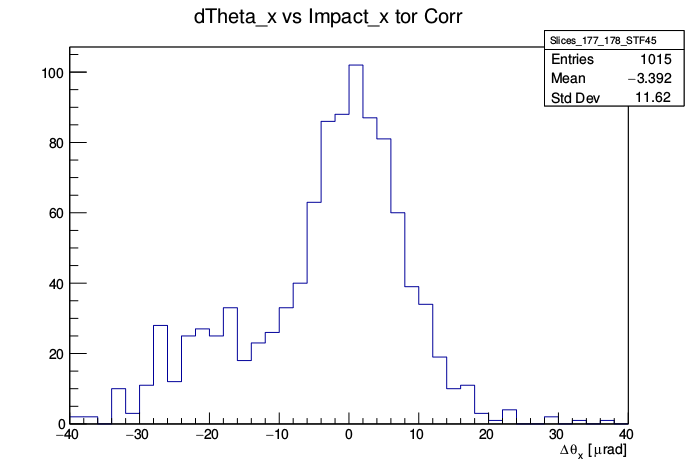 dTheta_x vs Impact_x tor Corr
Slices_177_178_STF45
Entries 1015
Mean −3.392
Std Dev 11.62
100
80
60
40
20
0
−40 −30 −20 −10 0 10 20 30 40
Δθx [μrad]